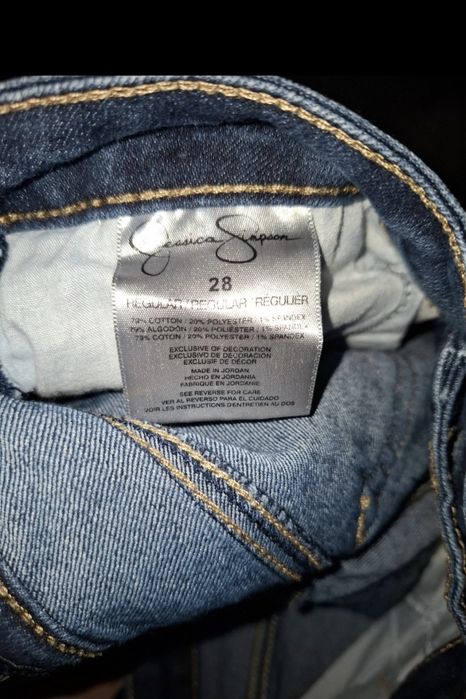 Jessica Simpson
28
REGULAR / REGULAR / RÉGULIER
79% COTTON / 20% POLYESTER / 1% SPANDEX
79% ALGODÓN / 20% POLIÉSTER / 1% SPANDEX
79% COTON / 20% POLYESTER / 1% SPANDEX
EXCLUSIVE OF DECORATION
EXCLUSIVO DE DECORACIÓN
EXCLUSIF DE DÉCOR
MADE IN JORDAN
HECHO EN JORDANIA
FABRIQUÉ EN JORDANIE
SEE REVERSE FOR CARE
VER AL REVERSO PARA EL CUIDADO
VOIR LES INSTRUCTIONS D'ENTRETIEN AU DOS